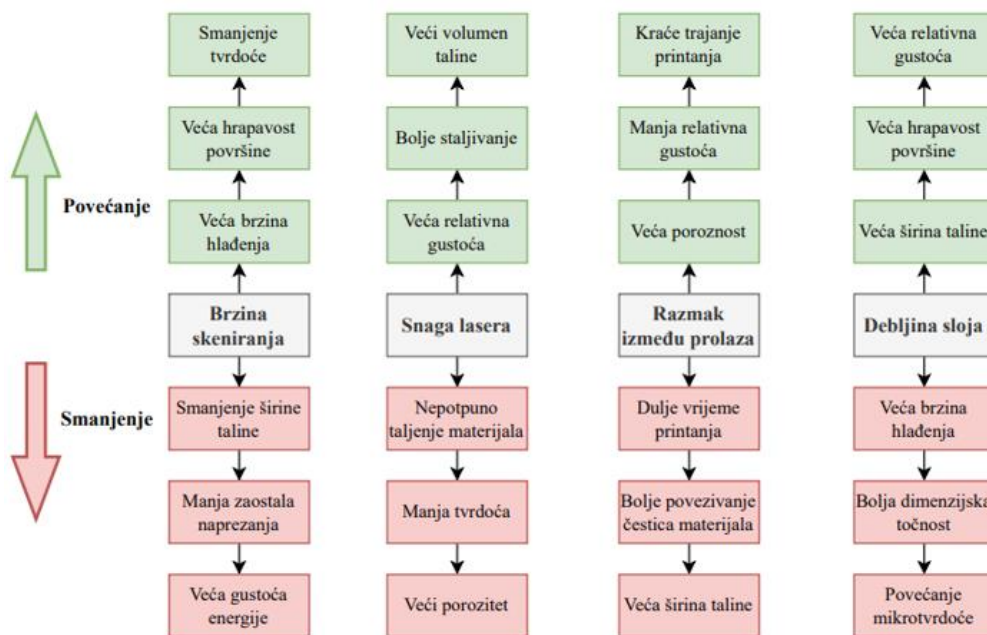 Smanjenje
tvrdoće
Veći volumen
taline
Kraće trajanje
printanja
Veća relativna
gustoća
Veća hrapavost
površine
Bolje staljivanje
Manja relativna
gustoća
Veća hrapavost
površine
Povećanje
Veća brzina
hlađenja
Veća relativna
gustoća
Veća poroznost
Veća širina taline
Brzina
skeniranja
Snaga lasera
Razmak
između prolaza
Debljina sloja
Smanjenje
Smanjenje širine
taline
Nepotpuno
taljenje materijala
Dulje vrijeme
printanja
Veća brzina
hlađenja
Manja zaostala
naprezanja
Manja tvrdoća
Bolje povezivanje
čestica materijala
Bolja dimenzijska
točnost
Veća gustoća
energije
Veći porozitet
Veća širina taline
Povećanje
mikrotvrdoće